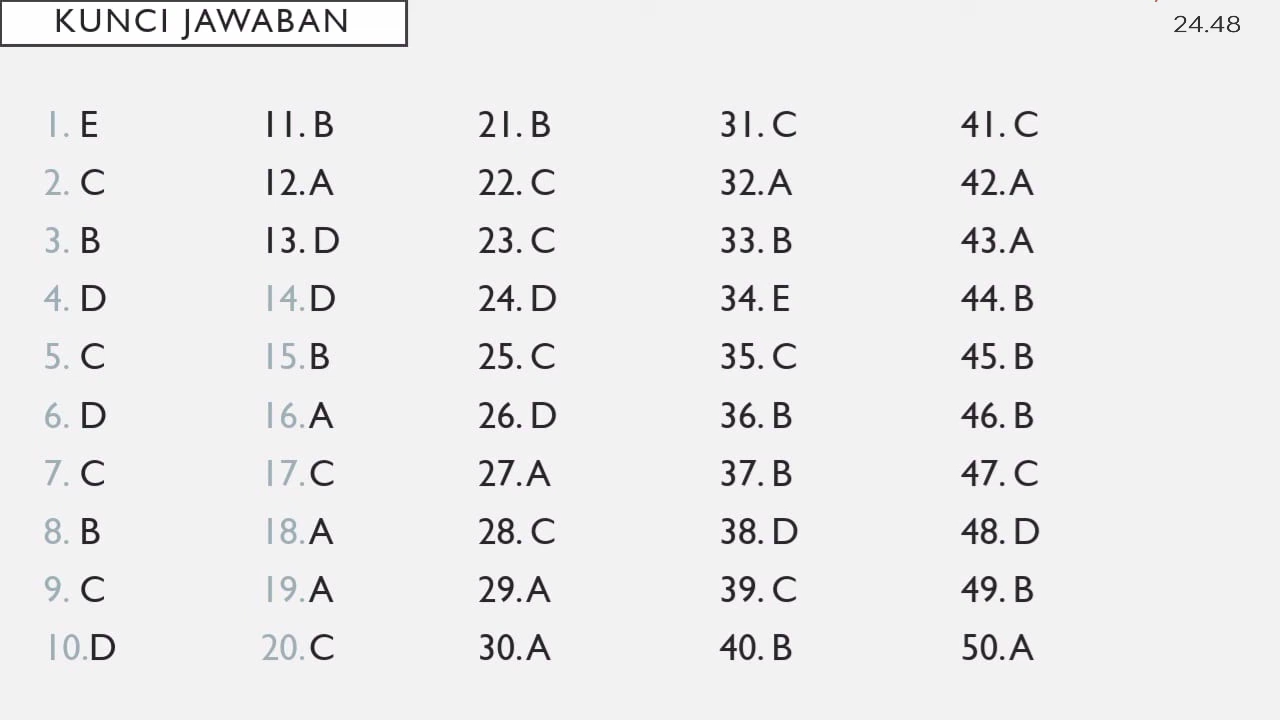 KUNCI JAWABAN
24.48
1. E
2. C
3. B
4. D
5. C
6. D
7. C
8. B
9. C
10. D
11. B
12. A
13. D
14. D
15. B
16. A
17. C
18. A
19. A
20. C
21. B
22. C
23. C
24. D
25. C
26. D
27. A
28. C
29. A
30. A
31. C
32. A
33. B
34. E
35. C
36. B
37. B
38. D
39. C
40. B
41. C
42. A
43. A
44. B
45. B
46. B
47. C
48. D
49. B
50. A